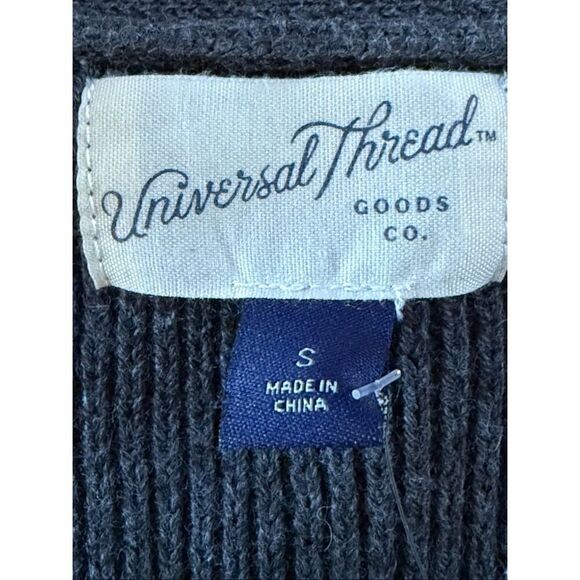 Universal Thread™
GOODS
CO.
S
MADE IN
CHINA